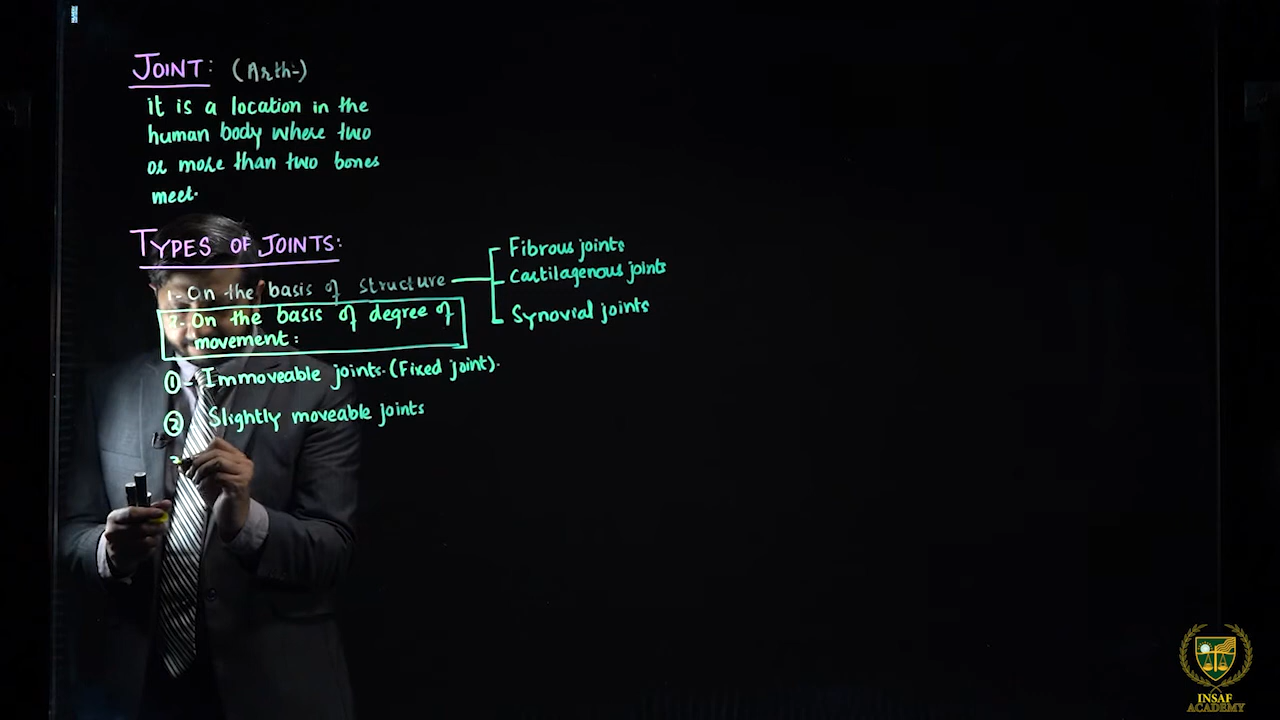 JOINT: (Arth-)
it is a location in the
human body where two
or more than two bones
meet.
TYPES OF JOINTS:
1- On the basis of structure
Fibrous joints
Cartilagenous joints
Synovial joints
2- On the basis of degree of
movement:
① - Immoveable joints. (Fixed joint).
② Slightly moveable joints
INSAF
ACADEMY